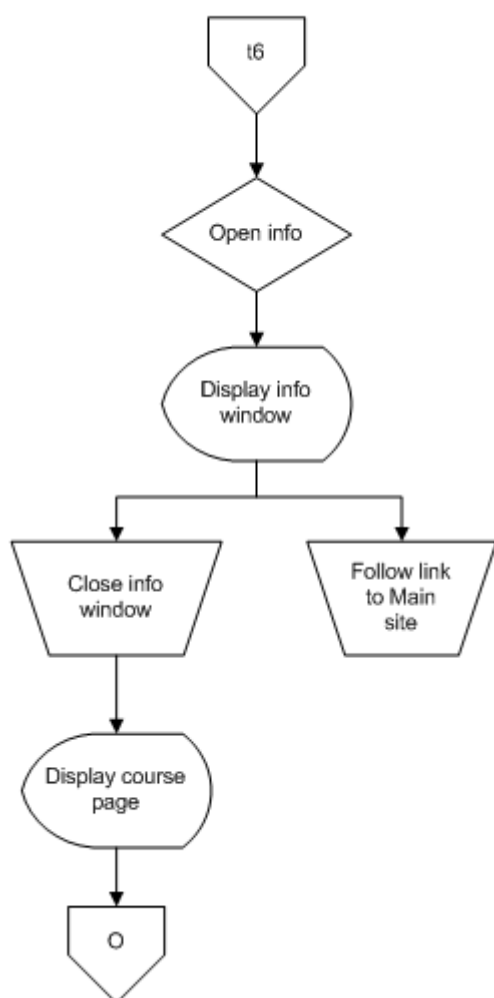 t6
Open info
Display info
window
Close info
window
Follow link
to Main
site
Display course
page
O